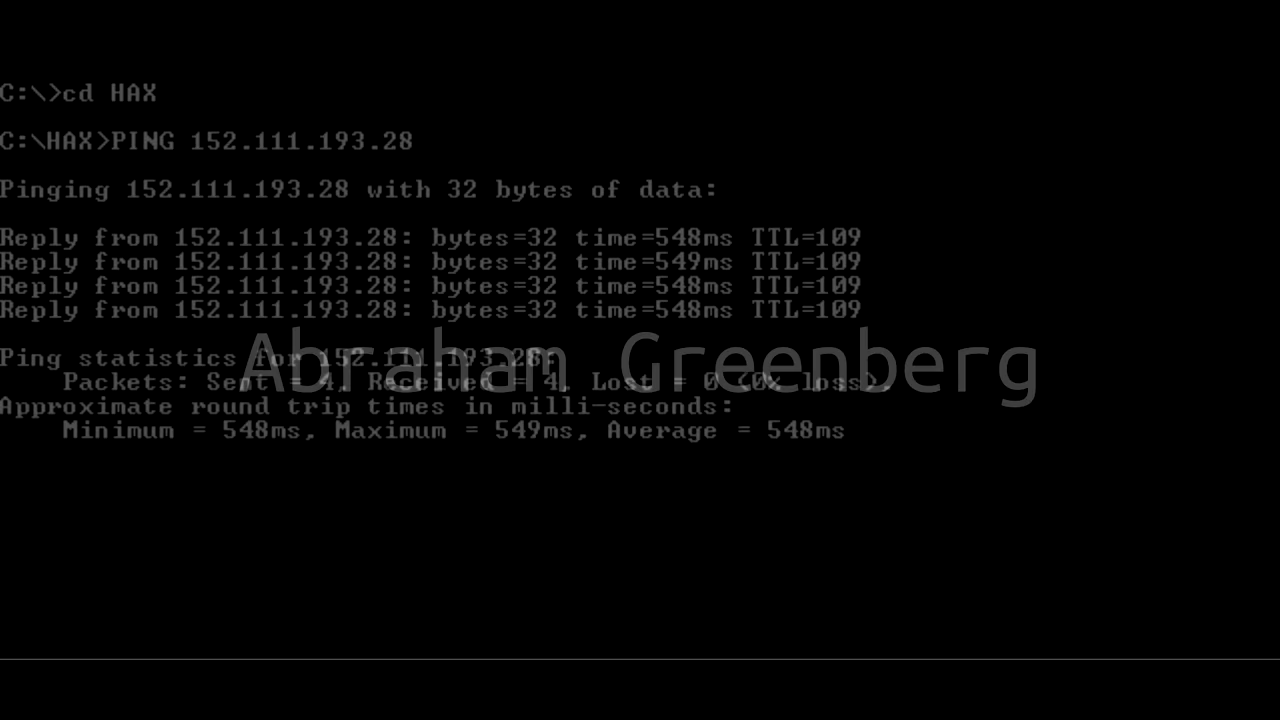 C:\>cd HAX
C:\HAX>PING 152.111.193.28
Pinging 152.111.193.28 with 32 bytes of data:
Reply from 152.111.193.28: bytes=32 time=548ms TTL=109
Reply from 152.111.193.28: bytes=32 time=549ms TTL=109
Reply from 152.111.193.28: bytes=32 time=548ms TTL=109
Reply from 152.111.193.28: bytes=32 time=548ms TTL=109
Ping statistics for 152.111.193.28:
Abraham Greenberg
Packets: Sent = 4, Received = 4, Lost = 0 (0% loss),
Approximate round trip times in milli-seconds:
Minimum = 548ms, Maximum = 549ms, Average = 548ms